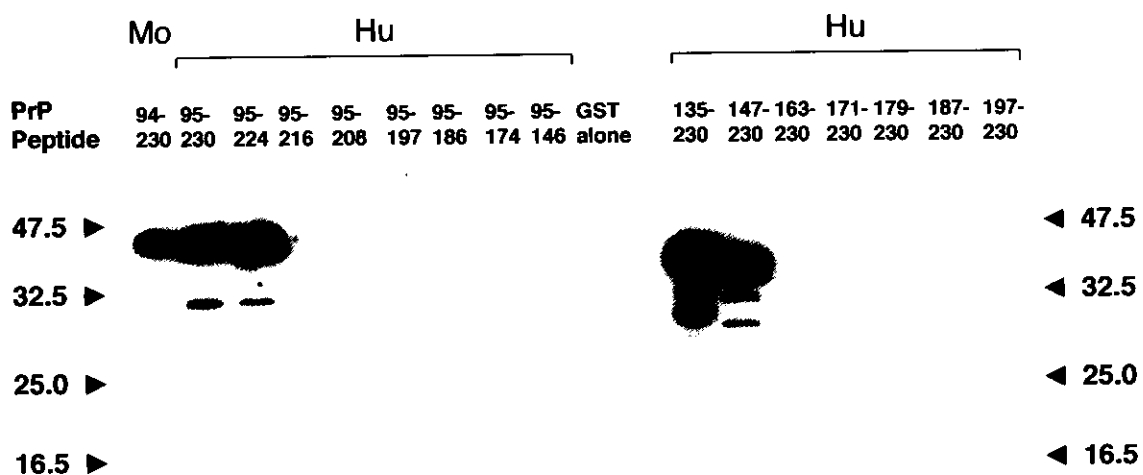 Mo Hu Hu
PrP 94- 95- 95- 95- 95- 95- 95- 95- 95- GST 135- 147- 163- 171- 179- 187- 197-
Peptide 230 230 224 216 208 197 186 174 146 alone 230 230 230 230 230 230 230
47.5 47.5
32.5 32.5
25.0 25.0
16.5 16.5